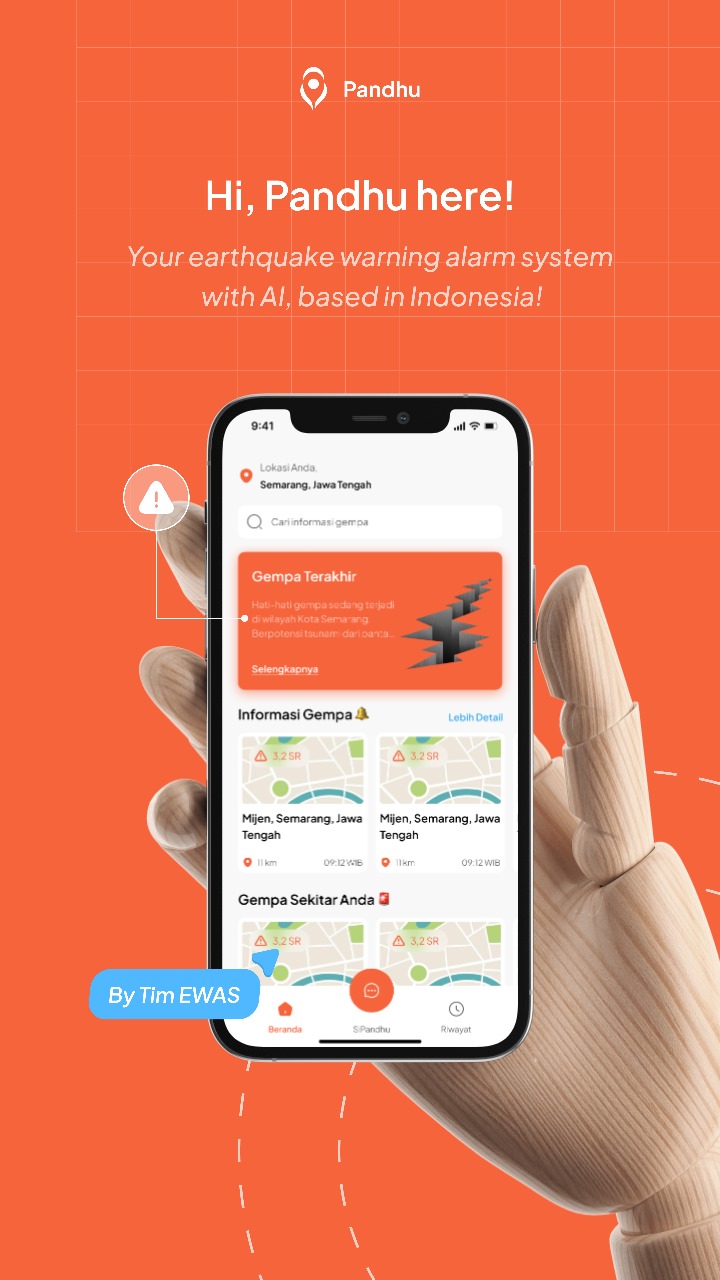 Pandhu
Hi, Pandhu here!
Your earthquake warning alarm system
with AI, based in Indonesia!
9:41
Lokasi Anda,
Semarang, Jawa Tengah
Cari informasi gempa
Gempa Terakhir
Hati-hati gempa sedang terjadi
di wilayah Kota Semarang.
Berpotensi tsunami dari panta...
Selengkapnya
Informasi Gempa
Lebih Detail
3,2 SR
3,2 SR
Mijen, Semarang, Jawa
Tengah
Mijen, Semarang, Jawa
Tengah
11 km
09:12 WIB
11 km
09:12 WIB
Gempa Sekitar Anda
3,2 SR
3,2 SR
By Tim EWAS
Beranda
SiPandhu
Riwayat